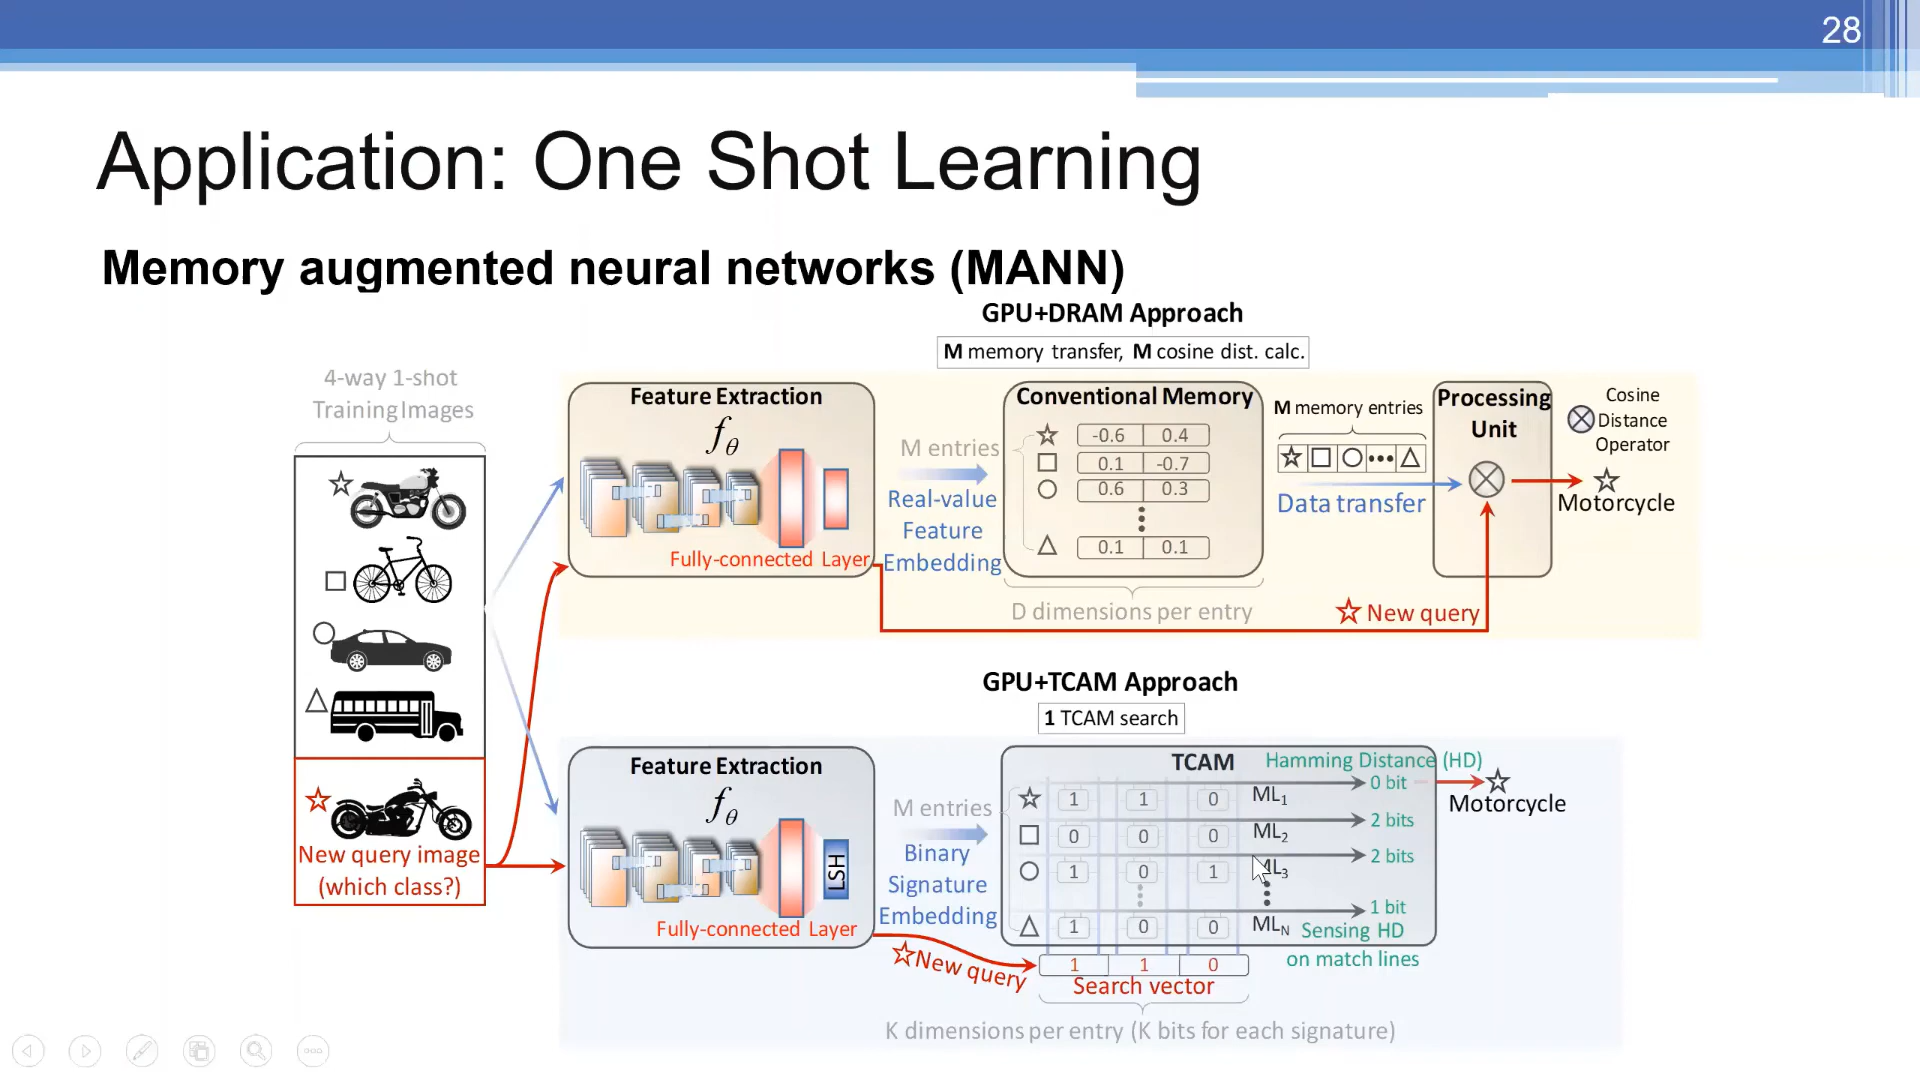 28
Application: One Shot Learning
Memory augmented neural networks (MANN)
GPU+DRAM Approach
M memory transfer, M cosine dist. calc.
4-way 1-shot
Training Images
New query image
(which class?)
Feature Extraction
fθ
Fully-connected Layer
M entries
Real-value
Feature
Embedding
Conventional Memory
-0.6 0.4
0.1 -0.7
0.6 0.3
0.1 0.1
D dimensions per entry
M memory entries
Data transfer
New query
Processing
Unit
Cosine
Distance
Operator
Motorcycle
GPU+TCAM Approach
1 TCAM search
Feature Extraction
fθ
LSH
Fully-connected Layer
M entries
Binary
Signature
Embedding
New query
TCAM
Hamming Distance (HD)
1 1 0 ML1 0 bit
0 0 0 ML2 2 bits
1 0 1 ML3 2 bits
1 0 0 MLN 1 bit
Sensing HD
on match lines
1 1 0
Search vector
K dimensions per entry (K bits for each signature)
Motorcycle